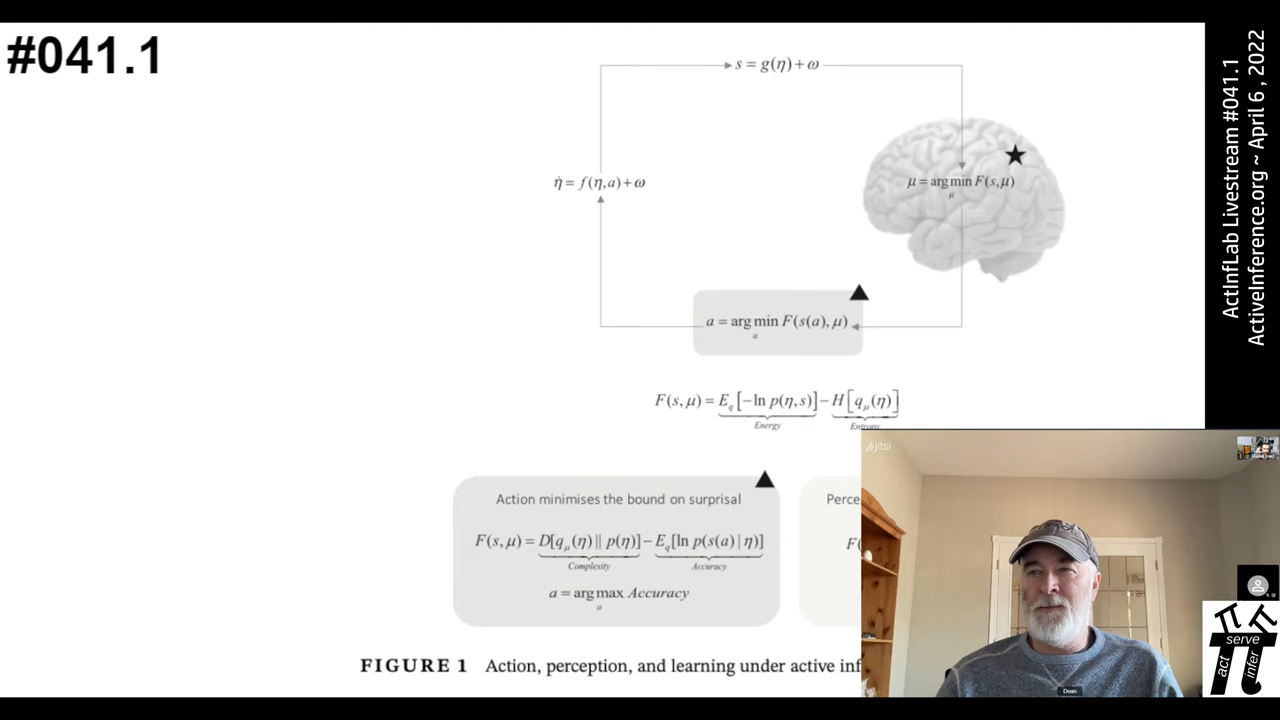 #041.1
s = g(η) + ω
η̇ = f(η,a) + ω
★
μ = arg min F(s,μ)
μ
▲
a = arg min F(s(a), μ)
a
F(s,μ) = E_q[−ln p(η,s)] − H[q_μ(η)]
Energy
▲
Action minimises the bound on surprisal
F(s,μ) = D[q_μ(η) || p(η)] − E_q[ln p(s(a) | η)]
Complexity Accuracy
a = arg max Accuracy
a
Perce
F(
FIGURE 1 Action, perception, and learning under active inf
jitsi
Dean
ActInfLab Livestream #041.1
ActiveInference.org ~ April 6 , 2022
act
serve
infer